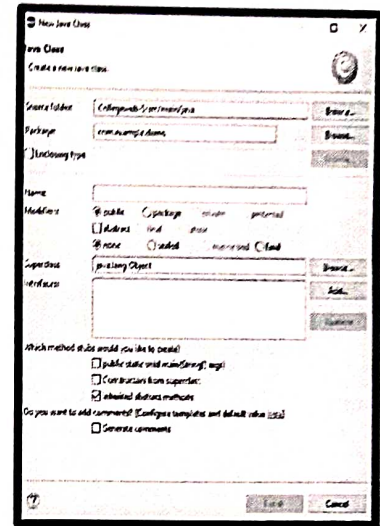 New Java Class
Java Class
Create a new Java class.
Source folder: Browse...
Package: com.example.demo Browse...
Enclosing type:
Name:
Modifiers: public package private protected
abstract final static
none sealed non-sealed final
Superclass: java.lang.Object Browse...
Interfaces: Add...
Remove
Which method stubs would you like to create?
public static void main(String[] args)
Constructors from superclass
Inherited abstract methods
Do you want to add comments? (Configure templates and default value here)
Generate comments
Finish Cancel